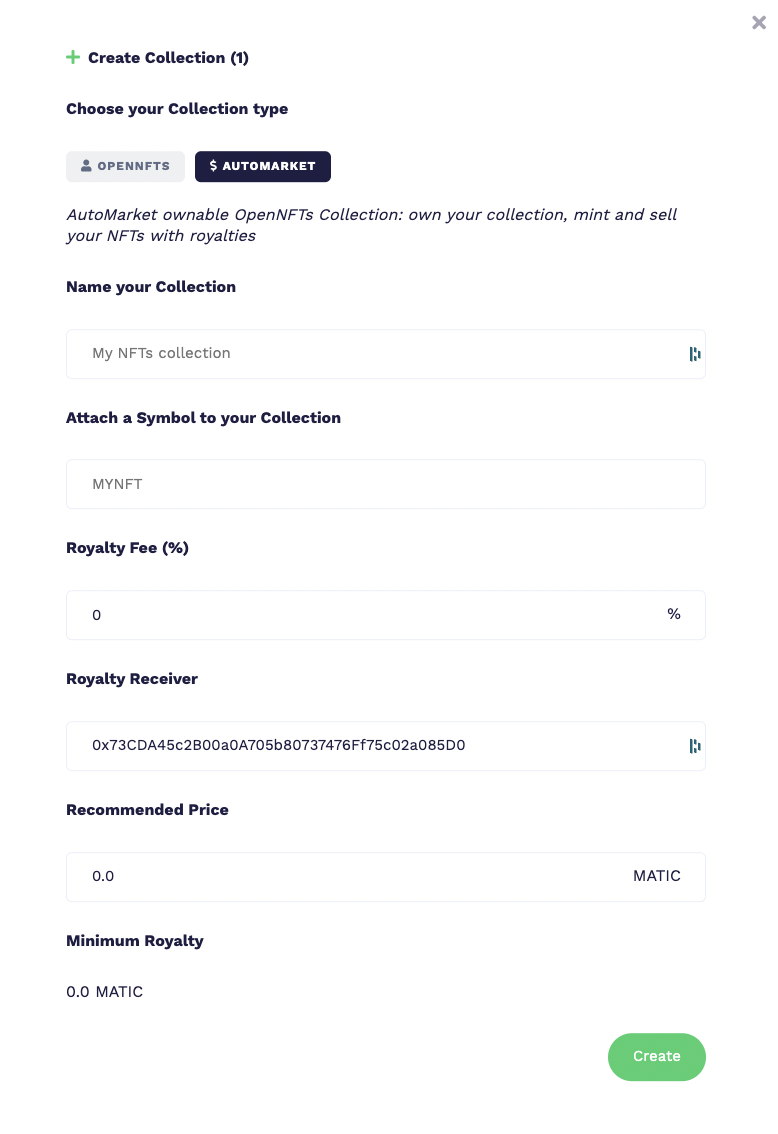 Create Collection (1)
Choose your Collection type
OPENNFTS
$ AUTOMARKET
AutoMarket ownable OpenNFTs Collection: own your collection, mint and sell
your NFTs with royalties
Name your Collection
My NFTs collection
Attach a Symbol to your Collection
MYNFT
Royalty Fee (%)
0 %
Royalty Receiver
0x73CDA45c2B00a0A705b80737476Ff75c02a085D0
Recommended Price
0.0 MATIC
Minimum Royalty
0.0 MATIC
Create